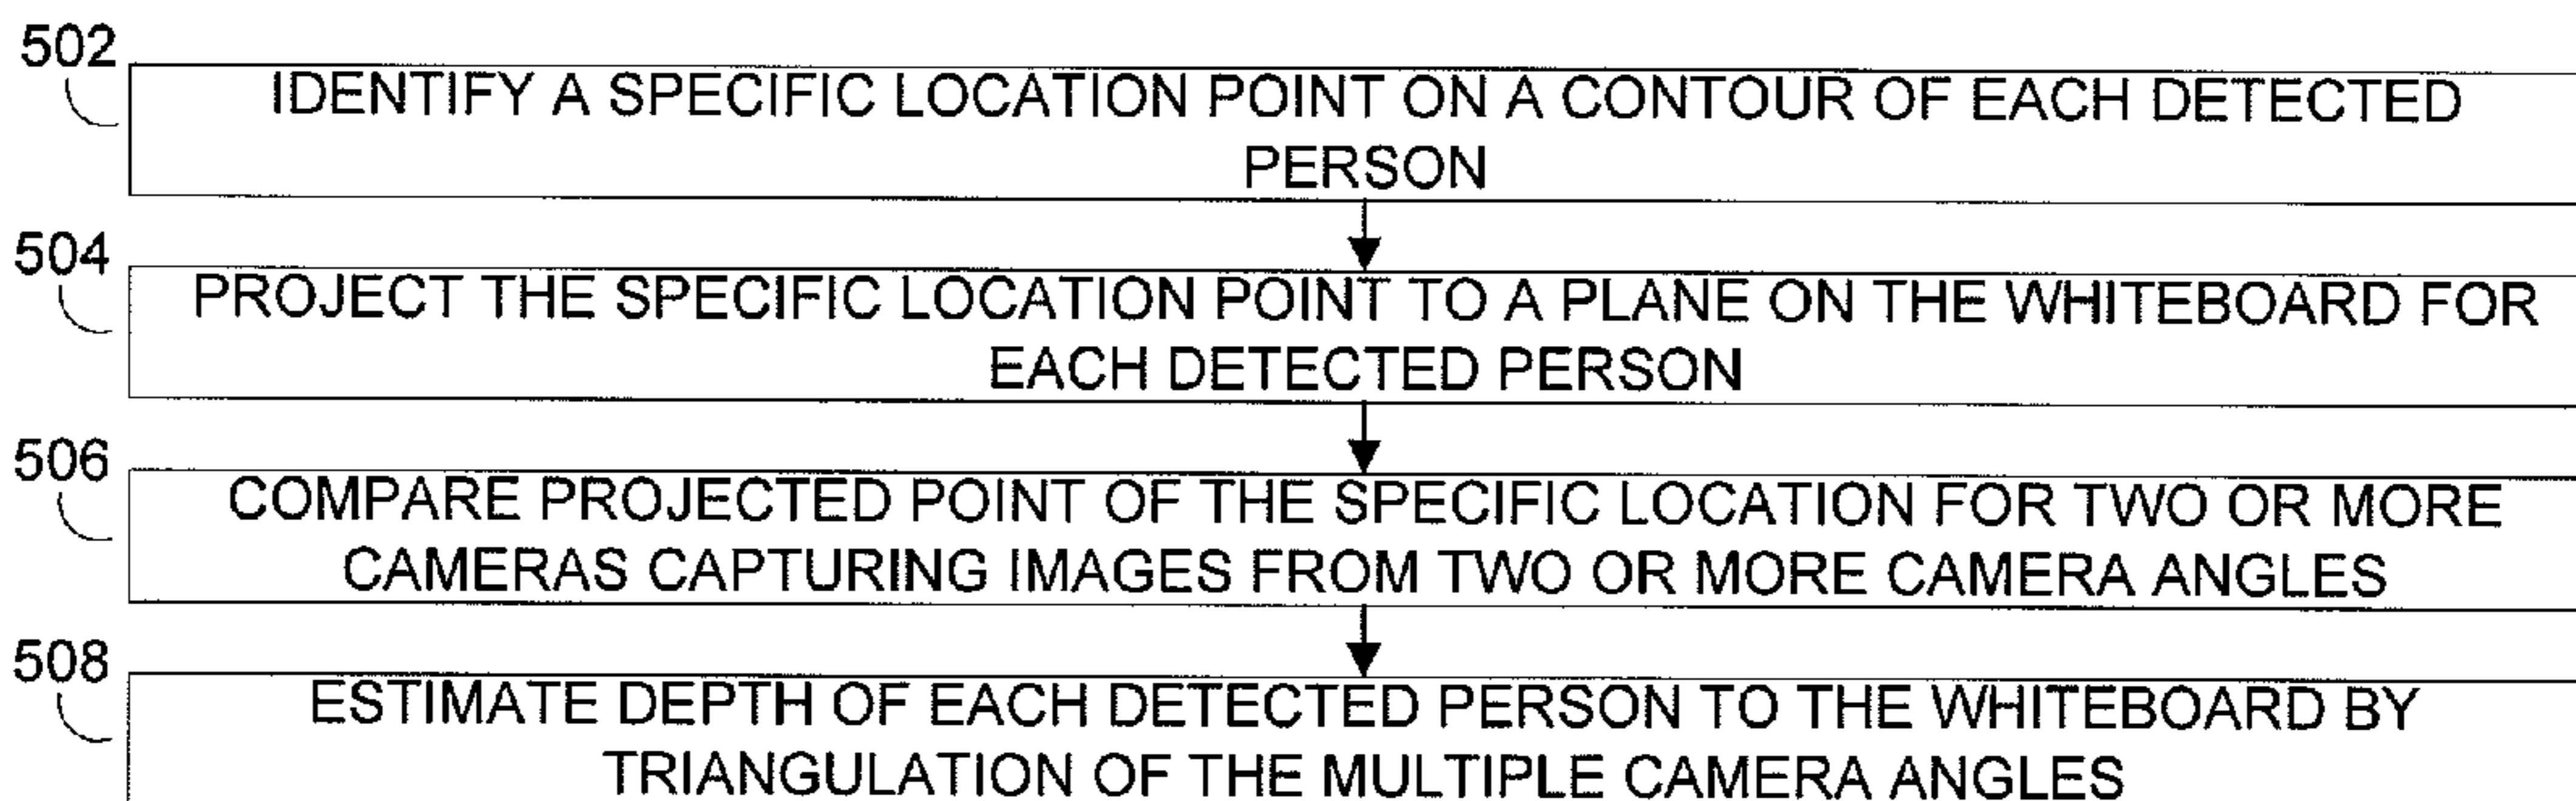 502
IDENTIFY A SPECIFIC LOCATION POINT ON A CONTOUR OF EACH DETECTED
PERSON
504
PROJECT THE SPECIFIC LOCATION POINT TO A PLANE ON THE WHITEBOARD FOR
EACH DETECTED PERSON
506
COMPARE PROJECTED POINT OF THE SPECIFIC LOCATION FOR TWO OR MORE
CAMERAS CAPTURING IMAGES FROM TWO OR MORE CAMERA ANGLES
508
ESTIMATE DEPTH OF EACH DETECTED PERSON TO THE WHITEBOARD BY
TRIANGULATION OF THE MULTIPLE CAMERA ANGLES